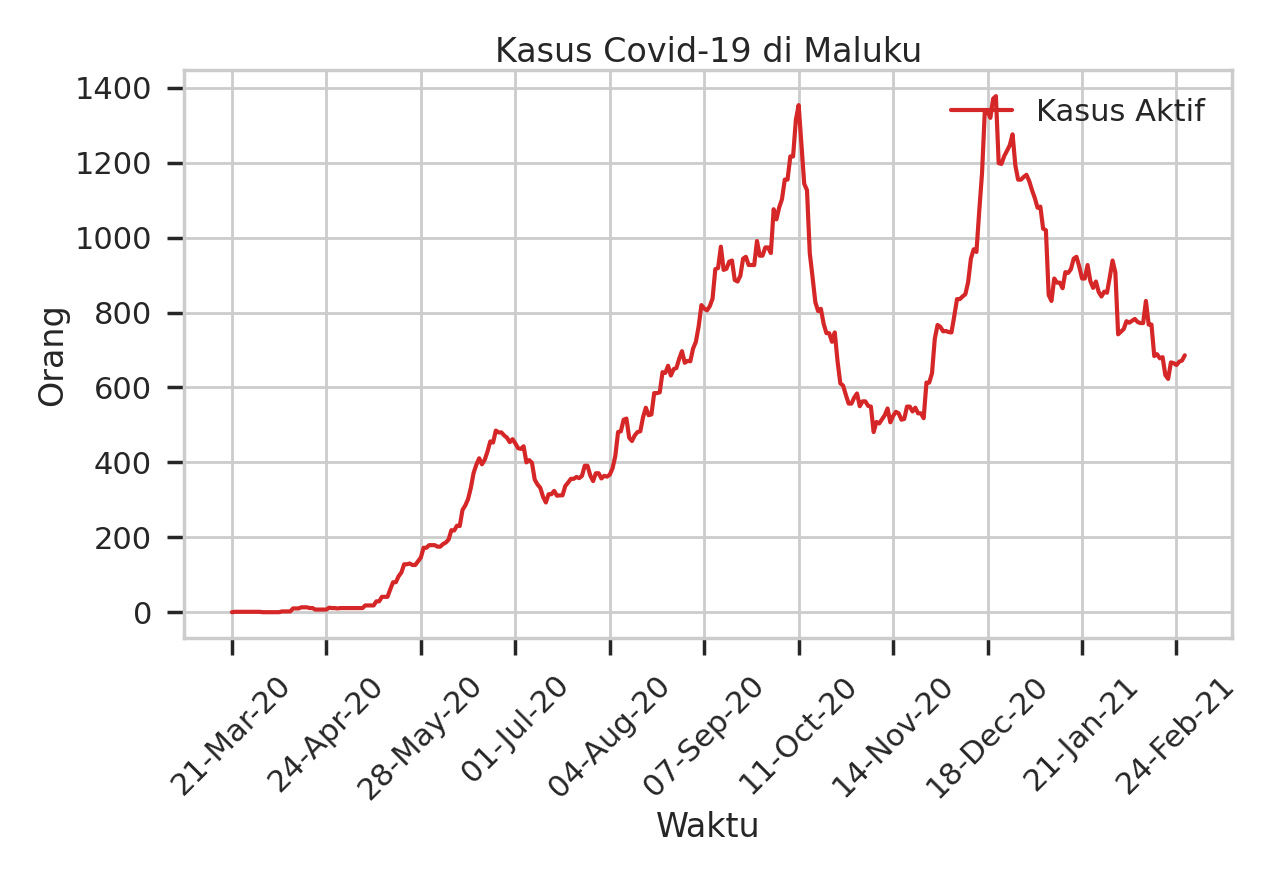 Kasus Covid-19 di Maluku
Kasus Aktif
1400
1200
1000
800
600
400
200
0
Orang
21-Mar-20
24-Apr-20
28-May-20
01-Jul-20
04-Aug-20
07-Sep-20
11-Oct-20
14-Nov-20
18-Dec-20
21-Jan-21
24-Feb-21
Waktu